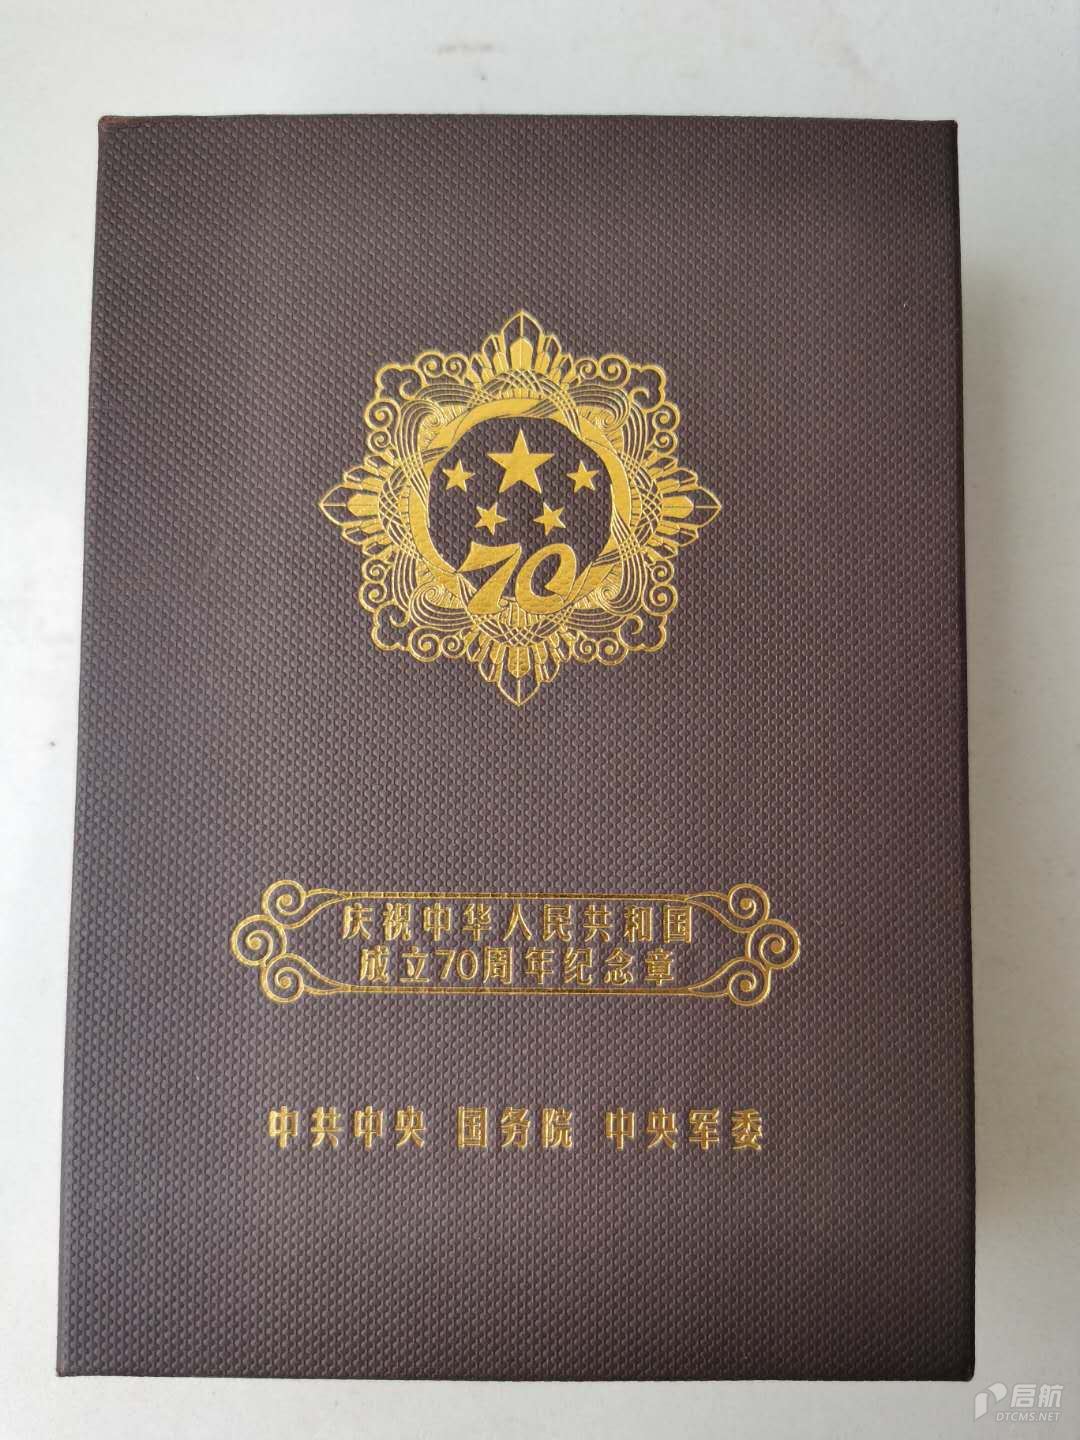 70
庆祝中华人民共和国
成立70周年纪念章
中共中央 国务院 中央军委
启航
DTCMS.NET